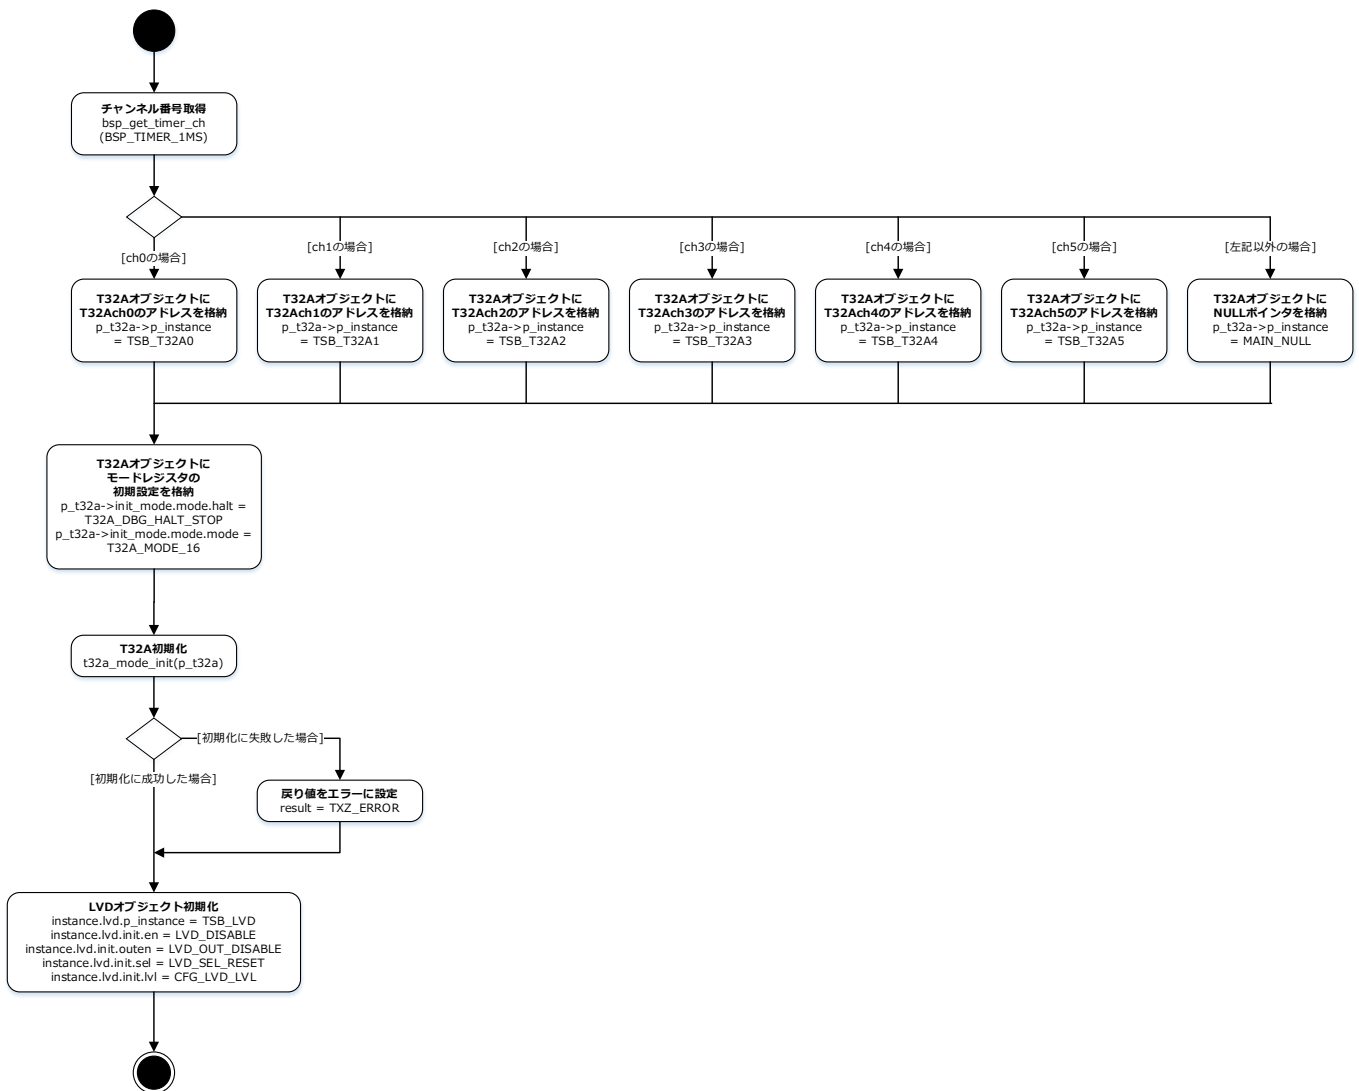 チャンネル番号取得
bsp_get_timer_ch
(BSP_TIMER_1MS)
[ch0の場合]
[ch1の場合]
[ch2の場合]
[ch3の場合]
[ch4の場合]
[ch5の場合]
[左記以外の場合]
T32Aオブジェクトに
T32Ach0のアドレスを格納
p_t32a->p_instance
= TSB_T32A0
T32Aオブジェクトに
T32Ach1のアドレスを格納
p_t32a->p_instance
= TSB_T32A1
T32Aオブジェクトに
T32Ach2のアドレスを格納
p_t32a->p_instance
= TSB_T32A2
T32Aオブジェクトに
T32Ach3のアドレスを格納
p_t32a->p_instance
= TSB_T32A3
T32Aオブジェクトに
T32Ach4のアドレスを格納
p_t32a->p_instance
= TSB_T32A4
T32Aオブジェクトに
T32Ach5のアドレスを格納
p_t32a->p_instance
= TSB_T32A5
T32Aオブジェクトに
NULLポインタを格納
p_t32a->p_instance
= MAIN_NULL
T32Aオブジェクトに
モードレジスタの
初期設定を格納
p_t32a->init_mode.mode.halt =
T32A_DBG_HALT_STOP
p_t32a->init_mode.mode.mode =
T32A_MODE_16
T32A初期化
t32a_mode_init(p_t32a)
[初期化に失敗した場合]
[初期化に成功した場合]
戻り値をエラーに設定
result = TXZ_ERROR
LVDオブジェクト初期化
instance.lvd.p_instance = TSB_LVD
instance.lvd.init.en = LVD_DISABLE
instance.lvd.init.outen = LVD_OUT_DISABLE
instance.lvd.init.sel = LVD_SEL_RESET
instance.lvd.init.lvl = CFG_LVD_LVL